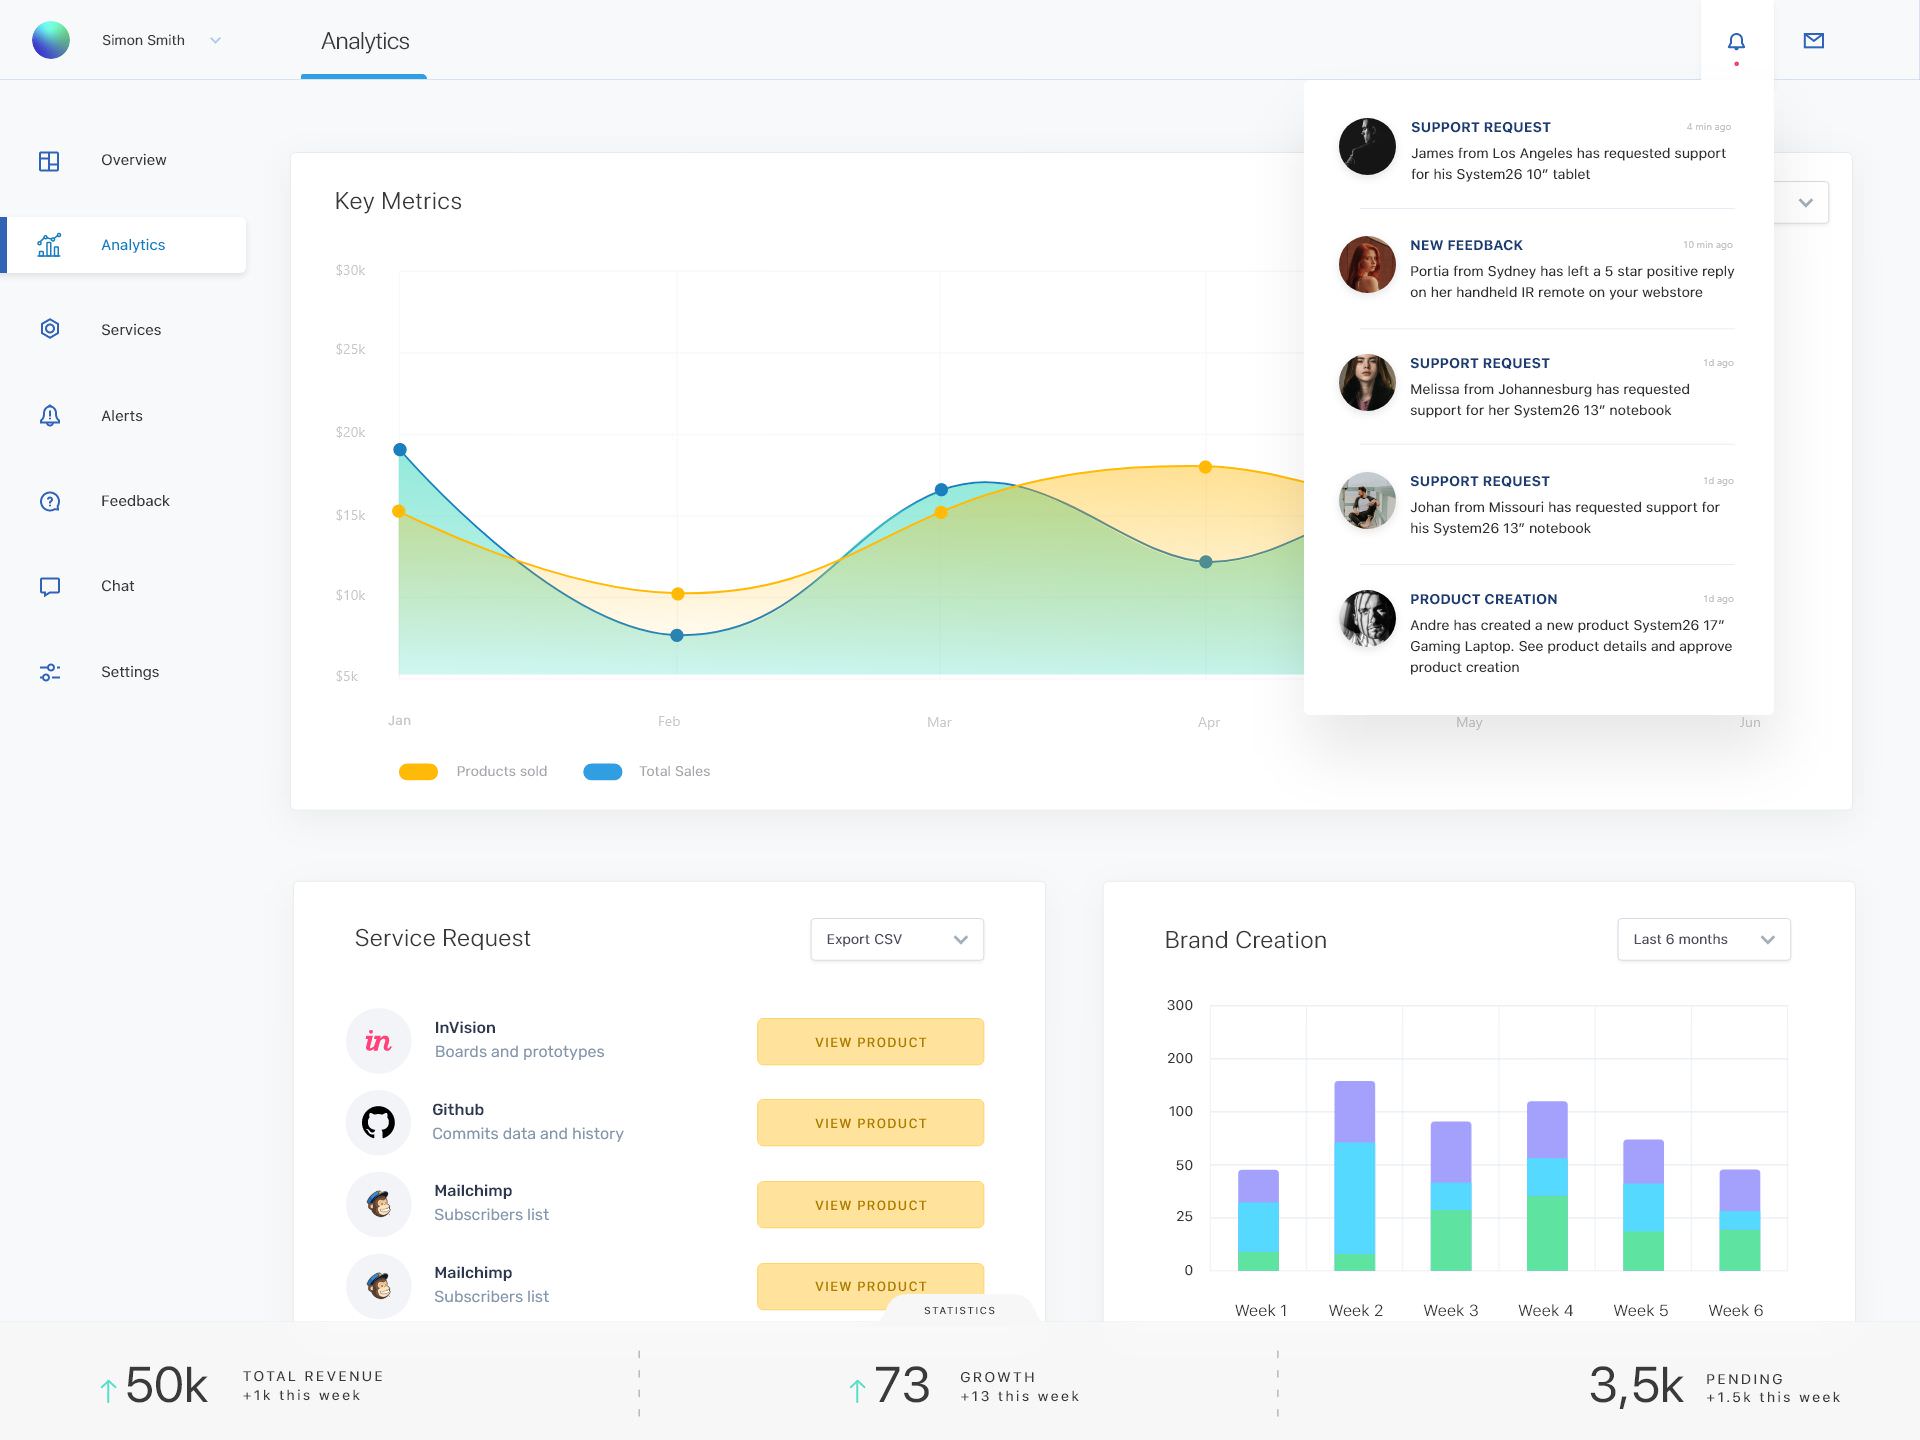 Simon Smith
Analytics
Overview
Analytics
Services
Alerts
Feedback
Chat
Settings
Key Metrics
$30k
$25k
$20k
$15k
$10k
$5k
Jan
Feb
Mar
Apr
May
Jun
Products sold
Total Sales
SUPPORT REQUEST
4 min ago
James from Los Angeles has requested support
for his System26 10” tablet
NEW FEEDBACK
10 min ago
Portia from Sydney has left a 5 star positive reply
on her handheld IR remote on your webstore
SUPPORT REQUEST
1d ago
Melissa from Johannesburg has requested
support for her System26 13” notebook
SUPPORT REQUEST
1d ago
Johan from Missouri has requested support for
his System26 13” notebook
PRODUCT CREATION
1d ago
Andre has created a new product System26 17”
Gaming Laptop. See product details and approve
product creation
Service Request
Export CSV
in
InVision
Boards and prototypes
VIEW PRODUCT
Github
Commits data and history
VIEW PRODUCT
Mailchimp
Subscribers list
VIEW PRODUCT
Mailchimp
Subscribers list
VIEW PRODUCT
Brand Creation
Last 6 months
300
200
100
50
25
0
Week 1
Week 2
Week 3
Week 4
Week 5
Week 6
STATISTICS
50k
TOTAL REVENUE
+1k this week
73
GROWTH
+13 this week
3,5k
PENDING
+1.5k this week